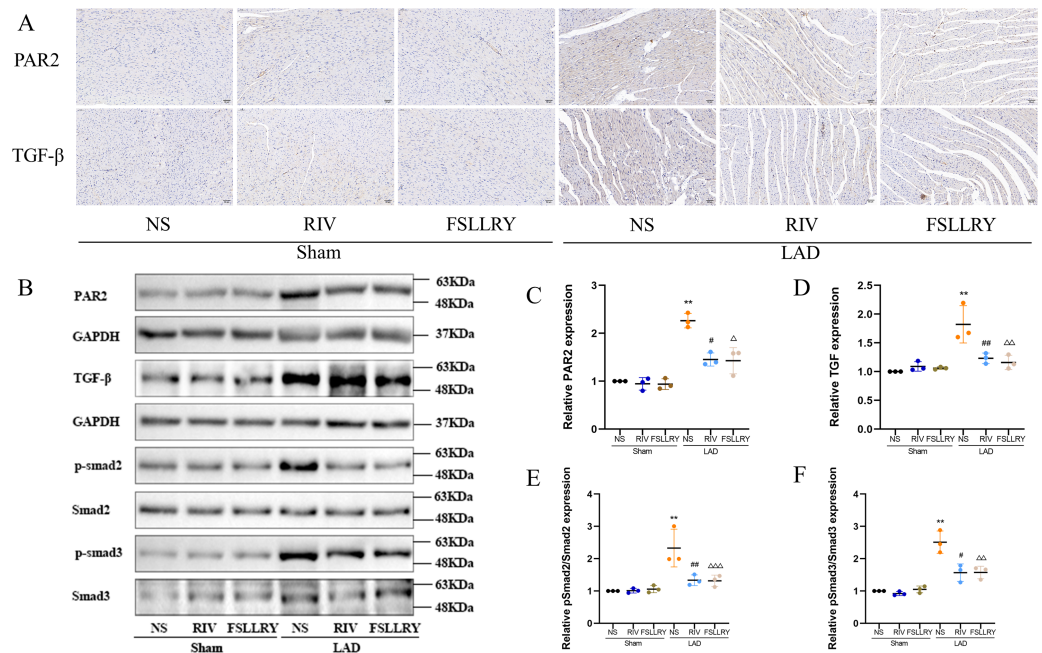 A
PAR2
TGF-β
NS RIV FSLLRY NS RIV FSLLRY
Sham LAD
B
PAR2 63KDa
48KDa
GAPDH 37KDa
TGF-β 63KDa
48KDa
GAPDH 37KDa
p-smad2 63KDa
48KDa
Smad2 63KDa
48KDa
p-smad3 63KDa
48KDa
Smad3 63KDa
48KDa
NS RIV FSLLRY NS RIV FSLLRY
Sham LAD
C
Relative PAR2 expression
3
2
1
0
**
#
△
NS RIV FSLLRY NS RIV FSLLRY
Sham LAD
D
Relative TGF expression
2.5
2.0
1.5
1.0
0.5
0.0
**
##
△△
NS RIV FSLLRY NS RIV FSLLRY
Sham LAD
E
Relative pSmad2/Smad2 expression
4
3
2
1
0
**
##
△△△
NS RIV FSLLRY NS RIV FSLLRY
Sham LAD
F
Relative pSmad3/Smad3 expression
4
3
2
1
0
**
#
△△
NS RIV FSLLRY NS RIV FSLLRY
Sham LAD